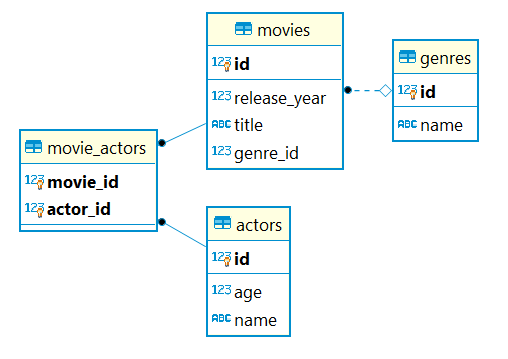 movies
123 id
123 release_year
ABC title
123 genre_id
genres
123 id
ABC name
movie_actors
123 movie_id
123 actor_id
actors
123 id
123 age
ABC name